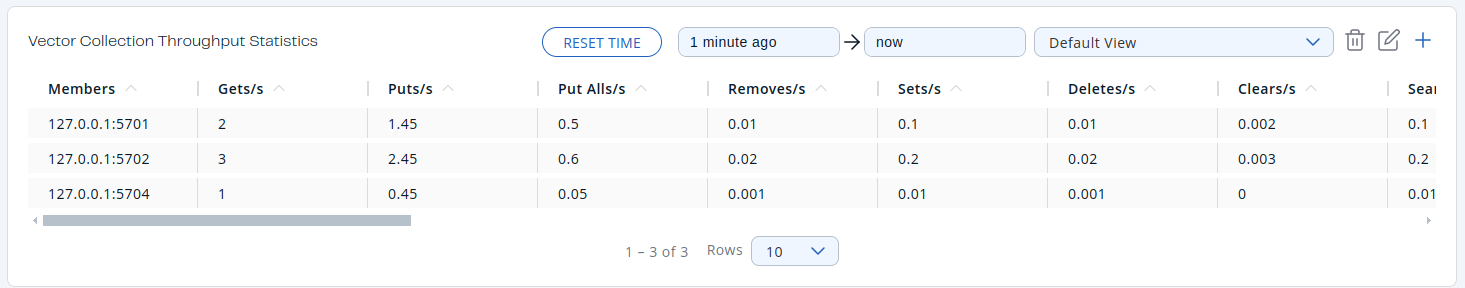 Vector Collection Throughput Statistics RESET TIME 1 minute ago now Default View
Members Gets/s Puts/s Put Alls/s Removes/s Sets/s Deletes/s Clears/s Sear
127.0.0.1:5701 2 1.45 0.5 0.01 0.1 0.01 0.002 0.1
127.0.0.1:5702 3 2.45 0.6 0.02 0.2 0.02 0.003 0.2
127.0.0.1:5704 1 0.45 0.05 0.001 0.01 0.001 0 0.01
1 – 3 of 3 Rows 10